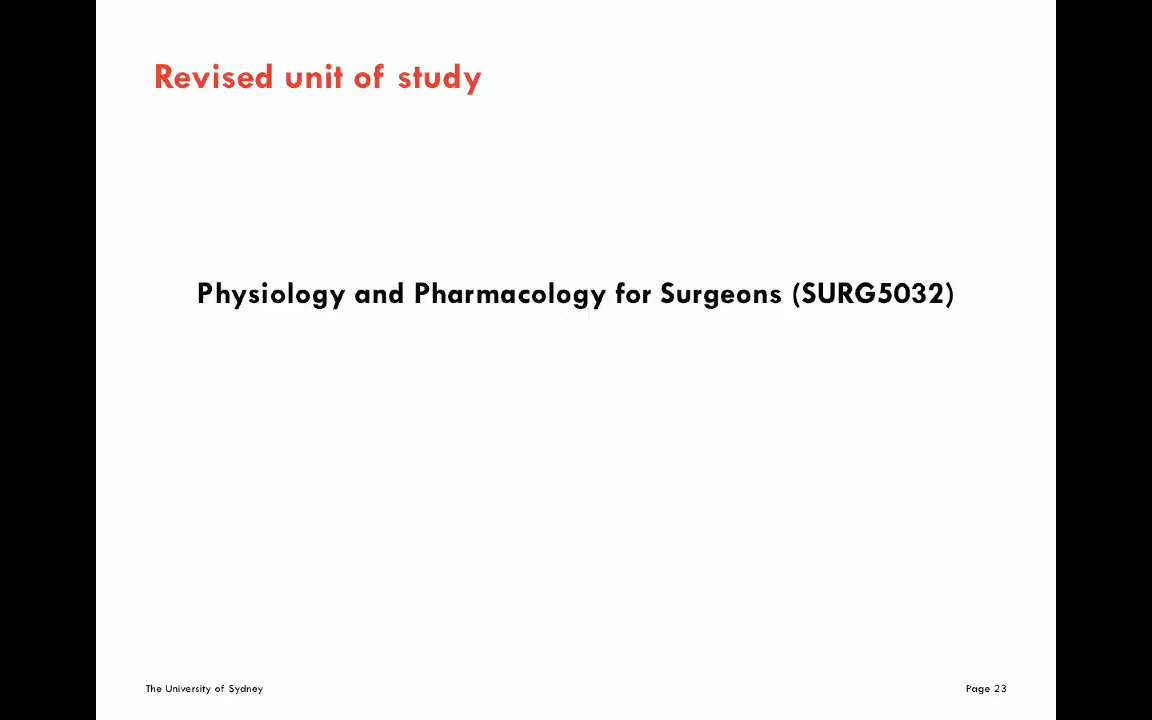 Revised unit of study
Physiology and Pharmacology for Surgeons (SURG5032)
The University of Sydney
Page 23